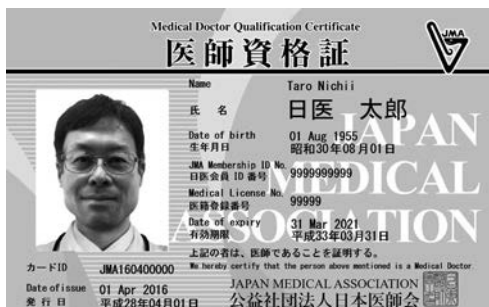 Medical Doctor Qualification Certificate
医師資格証
JMA
Name Taro Nichii
氏 名 日医 太郎
Date of birth 01 Aug 1955
生年月日 昭和30年08月01日
JMA Membership ID No.
日医会員 ID 番号 9999999999
Medical License No.
医籍登録番号 99999
Date of expiry 31 Mar 2021
有効期限 平成33年03月31日
JAPAN
MEDICAL
ASSOCIATION
上記の者は、医師であることを証明する。
We hereby certify that the person above mentioned is a Medical Doctor.
カードID JMA160400000
Date of issue 01 Apr 2016
発 行 日 平成28年04月01日
JAPAN MEDICAL ASSOCIATION
公益社団法人日本医師会